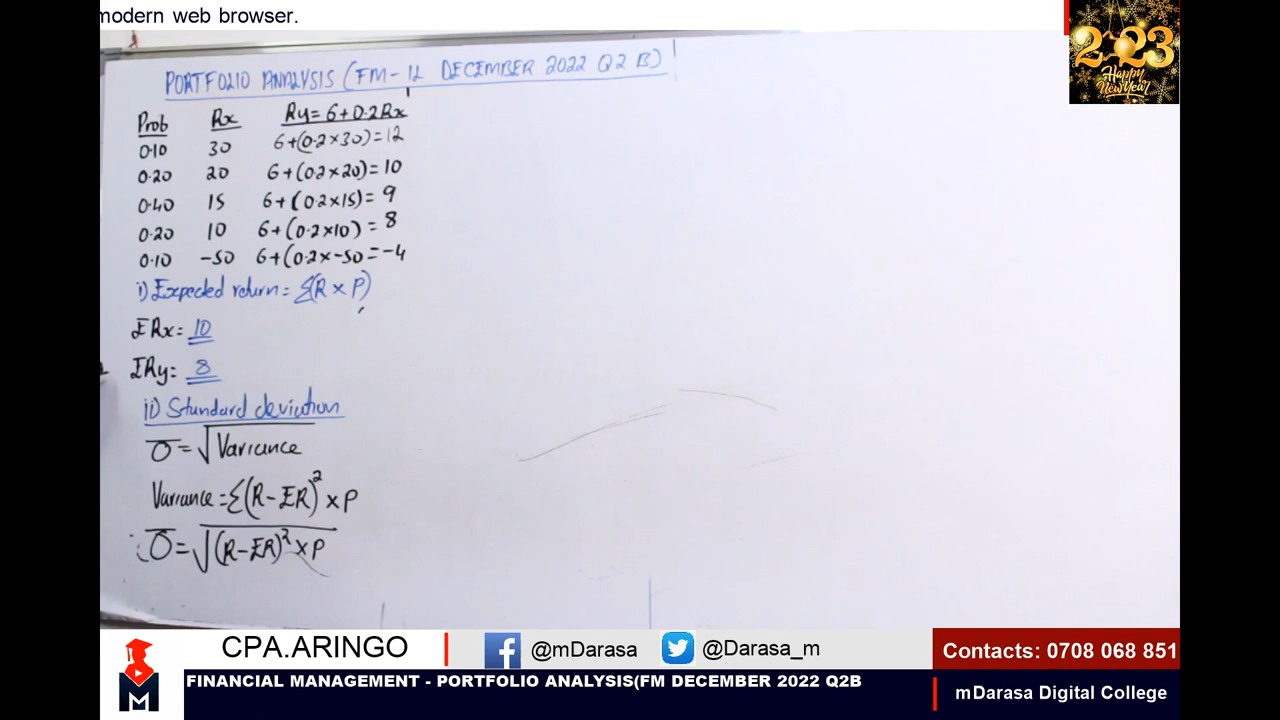 modern web browser.
2023
Happy
New Year
PORTFOLIO ANALYSIS (FM-12 DECEMBER 2022 Q2 B)
Prob Rx Ry = 6+0.2Rx
0.10 30 6+(0.2×30)=12
0.20 20 6+(0.2×20)=10
0.40 15 6+(0.2×15)=9
0.20 10 6+(0.2×10)=8
0.10 -50 6+(0.2×-50=-4
i) Expected return = Σ(R × P)
ERx= 10
ERy= 8
ii) Standard deviation
σ=√Variance
Variance=Σ(R-ER)²×P
σ=√(R-ER)²×P
CPA.ARINGO
@mDarasa
@Darasa_m
Contacts: 0708 068 851
FINANCIAL MANAGEMENT - PORTFOLIO ANALYSIS(FM DECEMBER 2022 Q2B
mDarasa Digital College